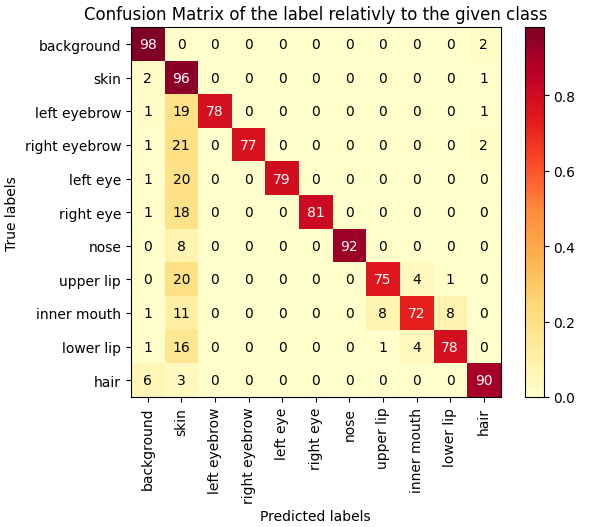 Confusion Matrix of the label relativly to the given class
background 98 0 0 0 0 0 0 0 0 0 2
skin 2 96 0 0 0 0 0 0 0 0 1
left eyebrow 1 19 78 0 0 0 0 0 0 0 1
right eyebrow 1 21 0 77 0 0 0 0 0 0 2
left eye 1 20 0 0 79 0 0 0 0 0 0
right eye 1 18 0 0 0 81 0 0 0 0 0
nose 0 8 0 0 0 0 92 0 0 0 0
upper lip 0 20 0 0 0 0 0 75 4 1 0
inner mouth 1 11 0 0 0 0 0 8 72 8 0
lower lip 1 16 0 0 0 0 0 1 4 78 0
hair 6 3 0 0 0 0 0 0 0 0 90
True labels
background
skin
left eyebrow
right eyebrow
left eye
right eye
nose
upper lip
inner mouth
lower lip
hair
Predicted labels
0.8
0.6
0.4
0.2
0.0